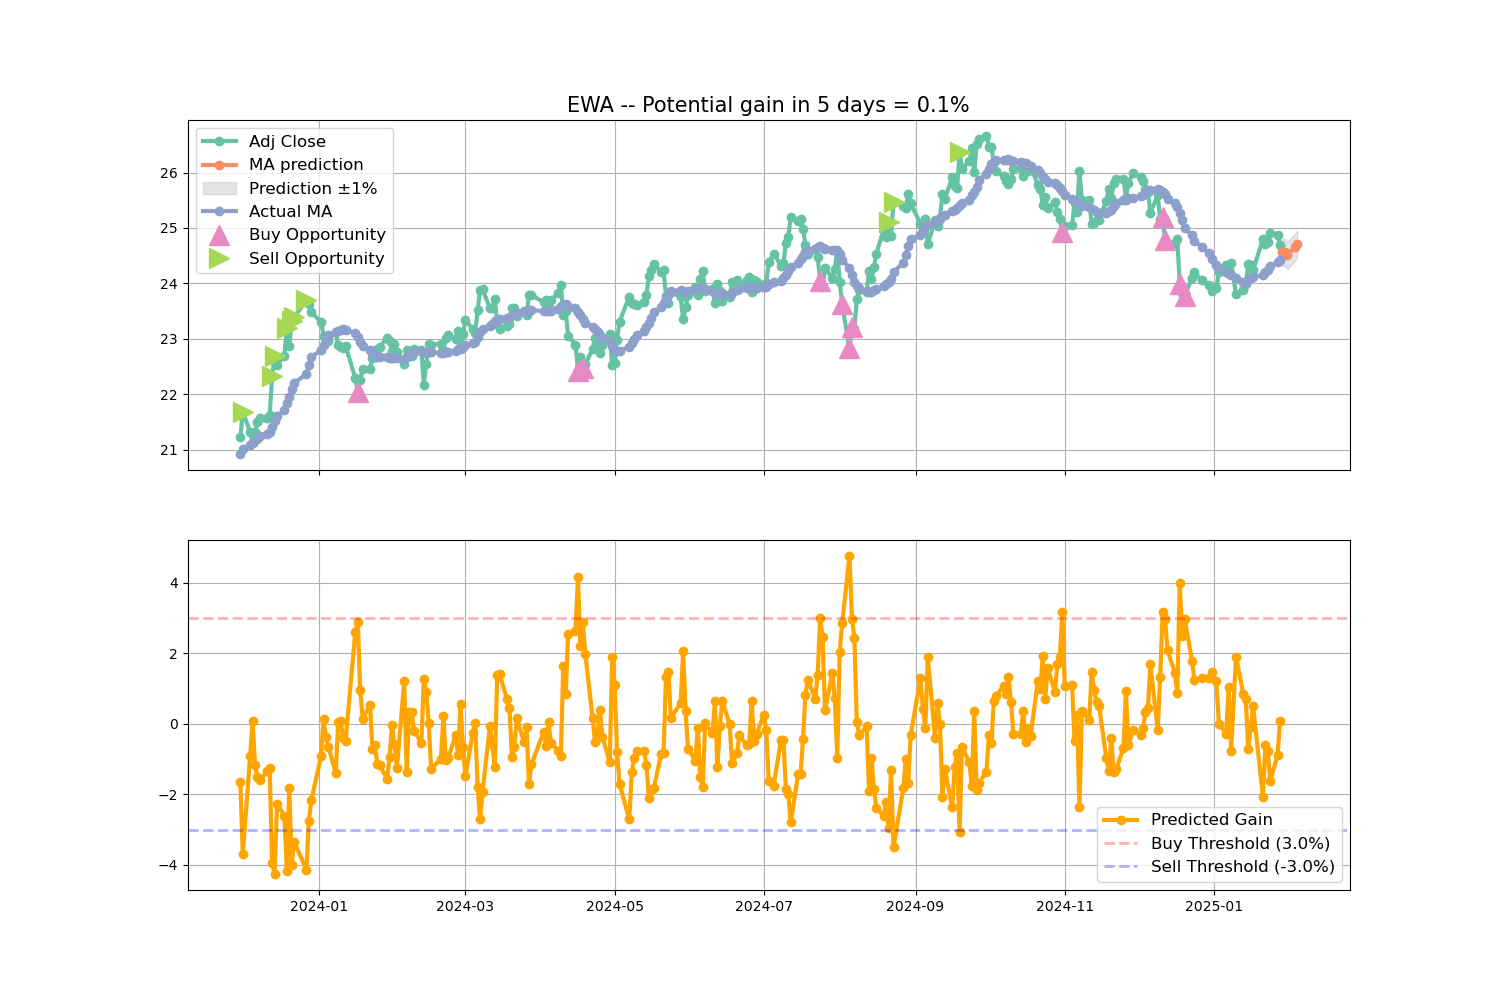 EWA -- Potential gain in 5 days = 0.1%
Adj Close
MA prediction
Prediction ±1%
Actual MA
Buy Opportunity
Sell Opportunity
26
25
24
23
22
21
4
2
0
−2
−4
Predicted Gain
Buy Threshold (3.0%)
Sell Threshold (-3.0%)
2024-01 2024-03 2024-05 2024-07 2024-09 2024-11 2025-01